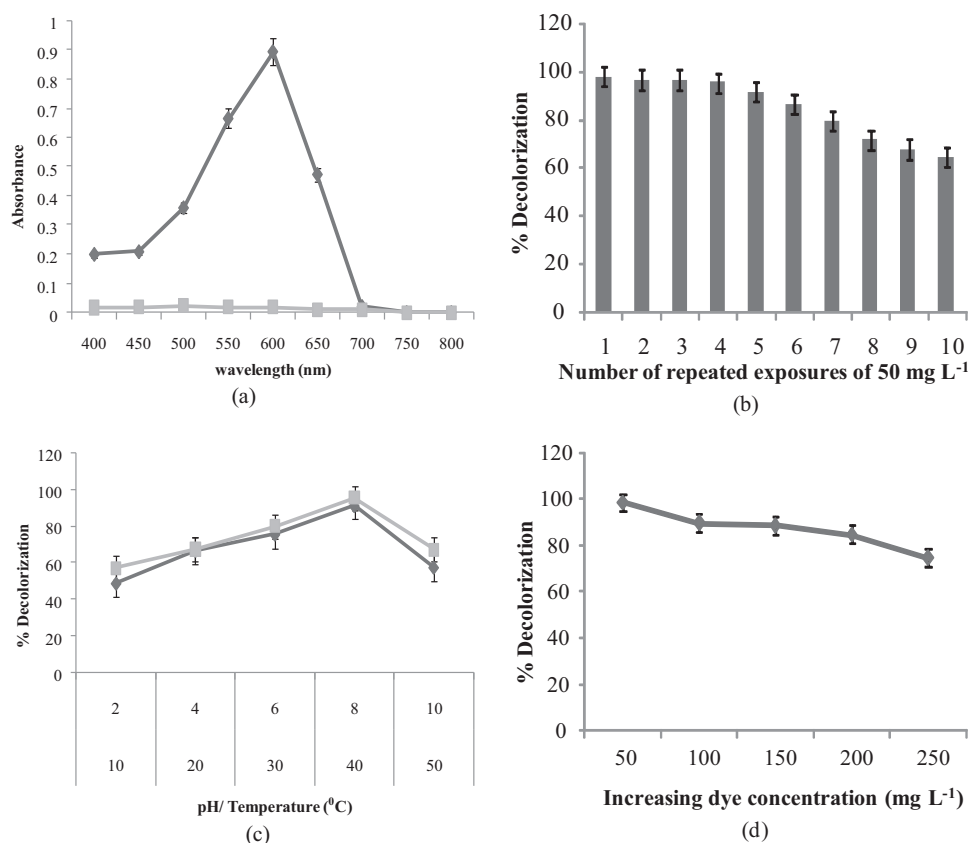 1
0.9
0.8
0.7
0.6
0.5
0.4
0.3
0.2
0.1
0
Absorbance
400 450 500 550 600 650 700 750 800
wavelength (nm)
(a)
120
100
80
60
40
20
0
% Decolorization
1 2 3 4 5 6 7 8 9 10
Number of repeated exposures of 50 mg L⁻¹
(b)
120
100
80
60
40
20
0
% Decolorization
2 4 6 8 10
10 20 30 40 50
pH/ Temperature (⁰C)
(c)
120
100
80
60
40
20
0
% Decolorization
50 100 150 200 250
Increasing dye concentration (mg L⁻¹)
(d)